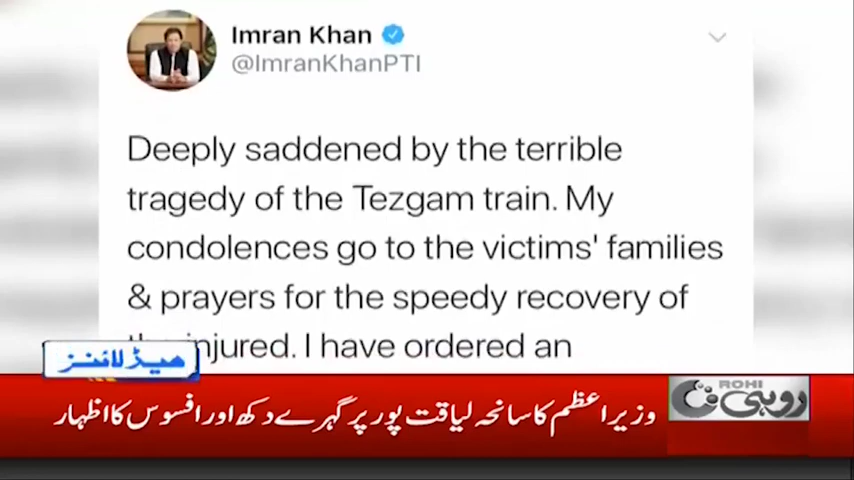 Imran Khan
@ImranKhanPTI
Deeply saddened by the terrible
tragedy of the Tezgam train. My
condolences go to the victims' families
& prayers for the speedy recovery of
the injured. I have ordered an
ہیڈلائنز
ROHI
روہی
وزیراعظم کا سانحہ لیاقت پور پر گہرے دکھ اور افسوس کا اظہار